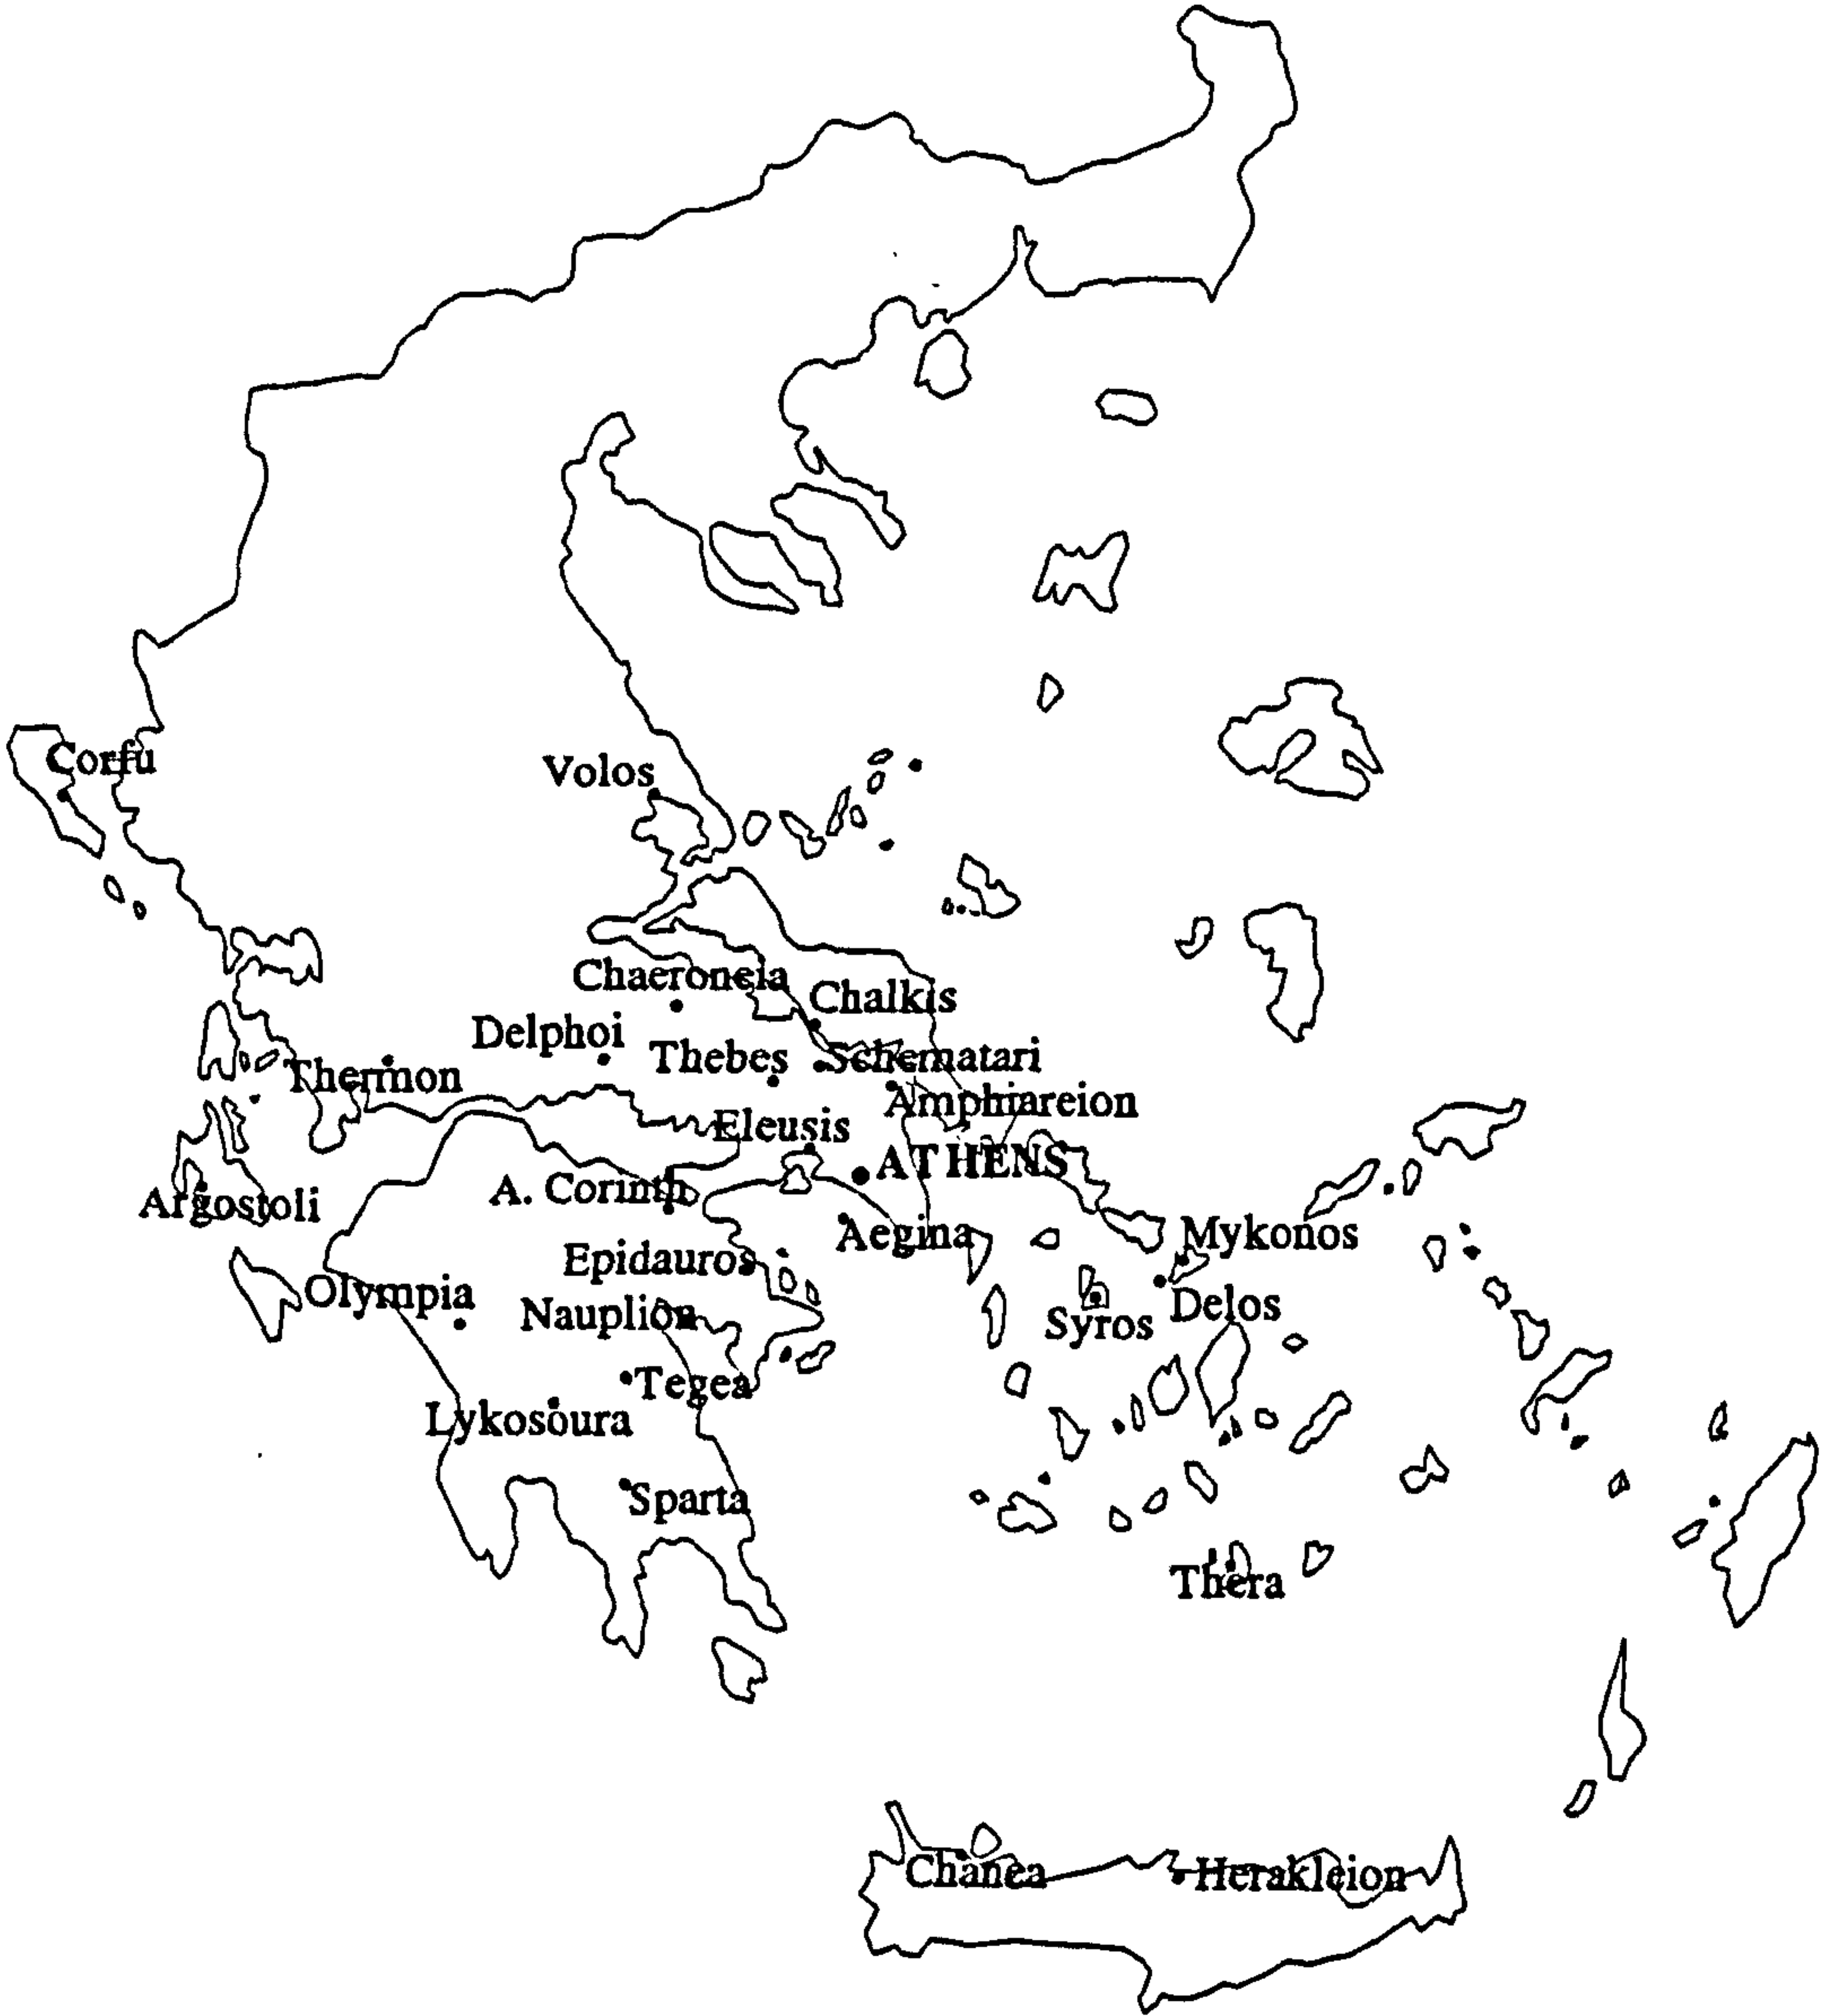 Corfu
Volos
Chaeroneia
Chalkis
Delphoi
Thebes
Schematari
Thermon
Amphiareion
Eleusis
ATHENS
A. Corinth
Argostoli
Aegina
Mykonos
Epidauros
Olympia
Nauplion
Syros
Delos
Tegea
Lykosoura
Sparta
Thera
Chanea
Herakleion